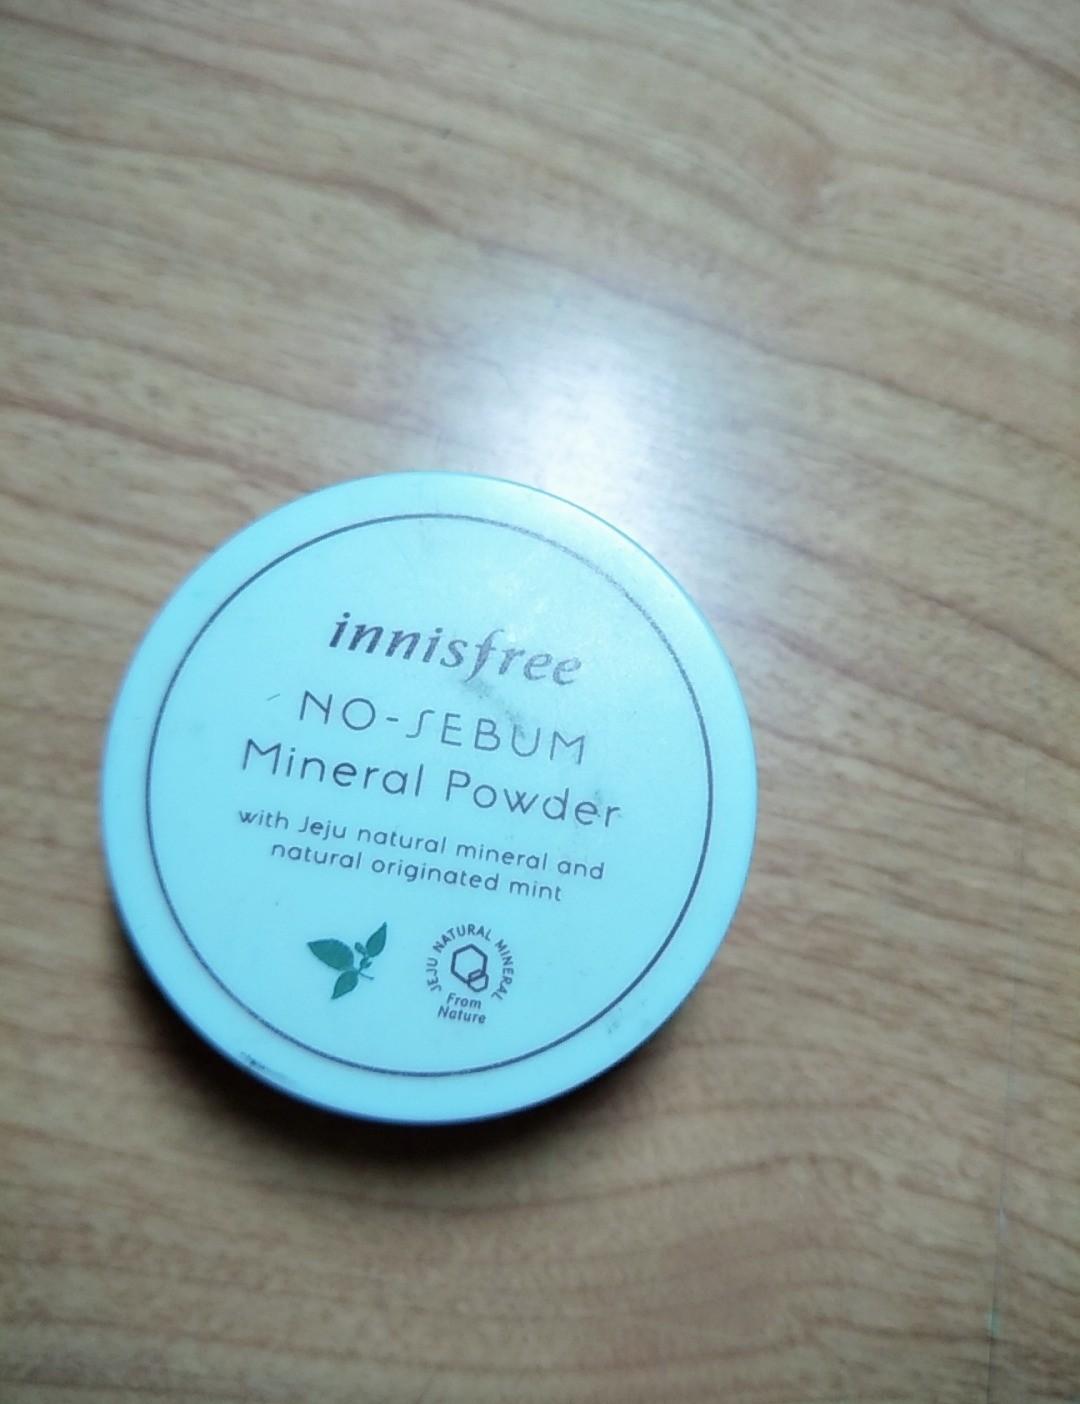 innisfree
NO-SEBUM
Mineral Powder
with Jeju natural mineral and
natural originated mint
JEJU NATURAL MINERAL
From
Nature